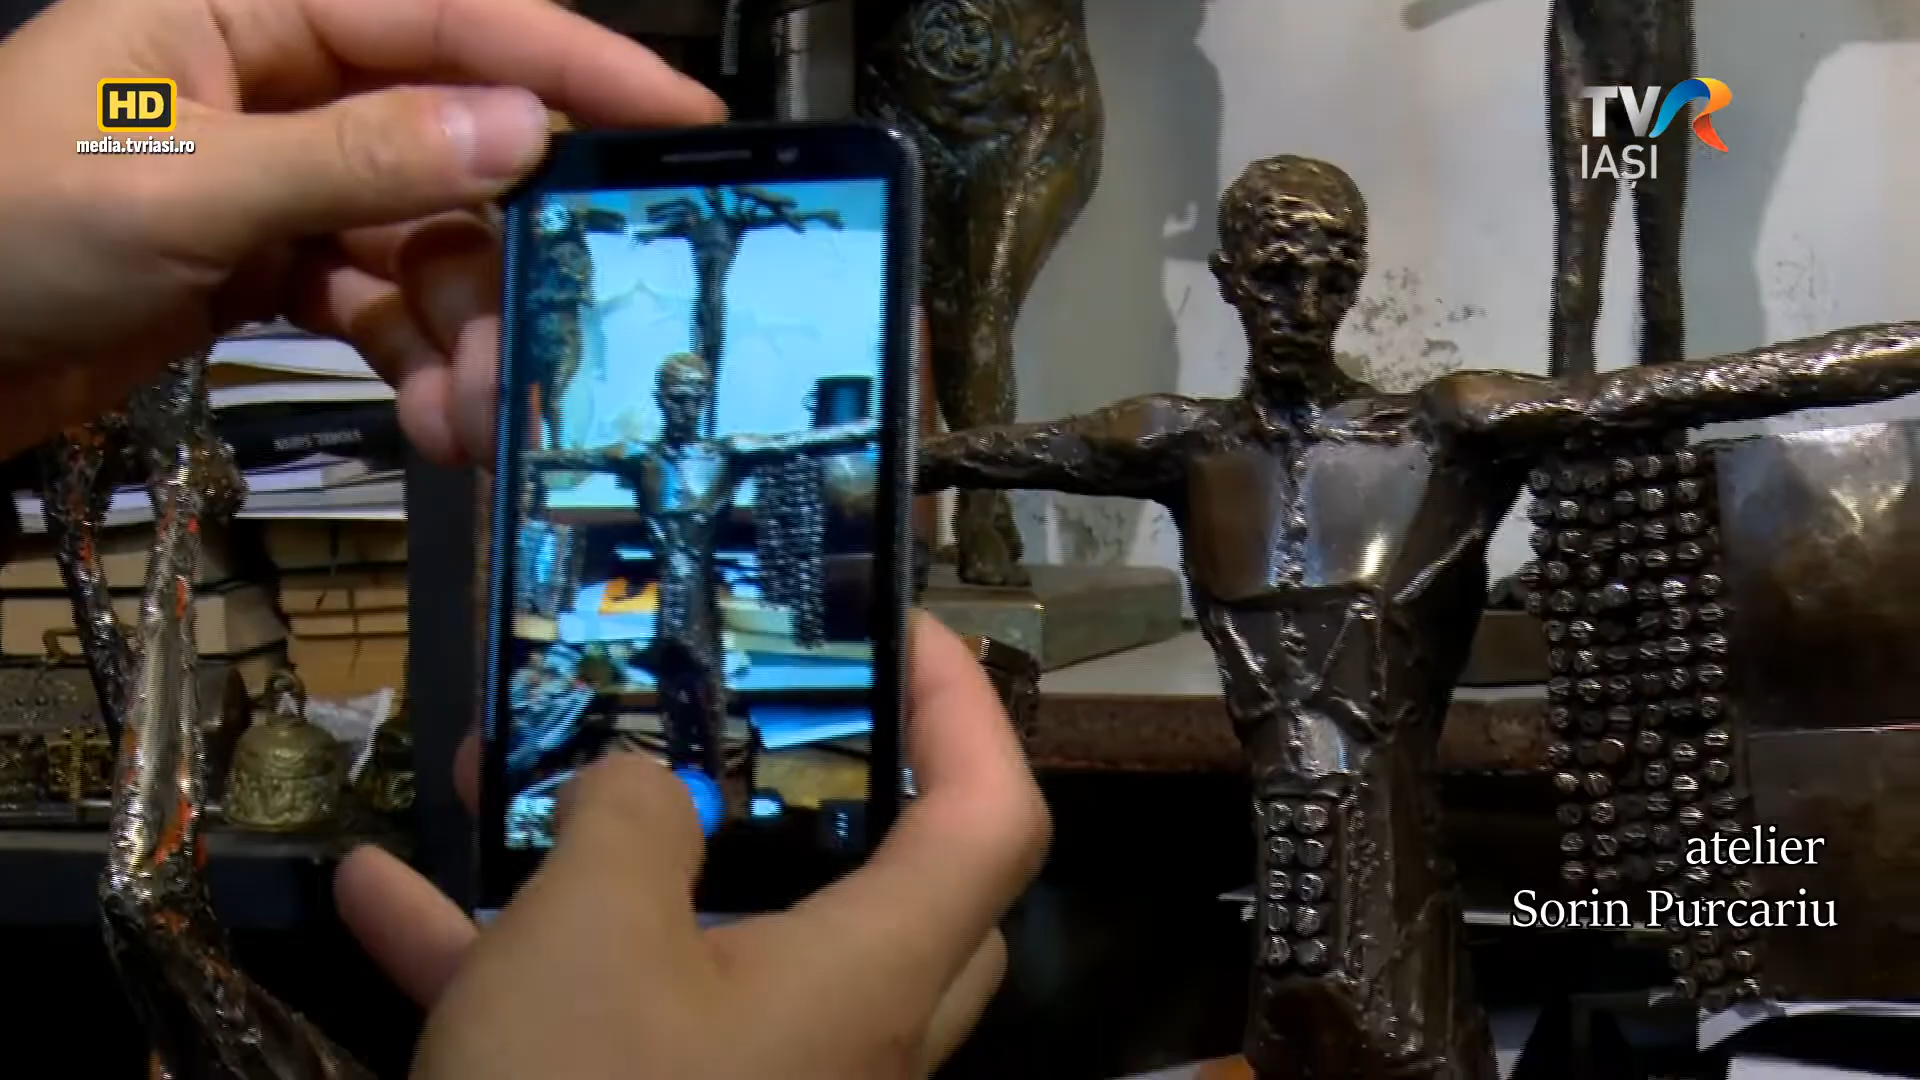 HD
media.tvriasi.ro
TVR
IAȘI
atelier
Sorin Purcariu